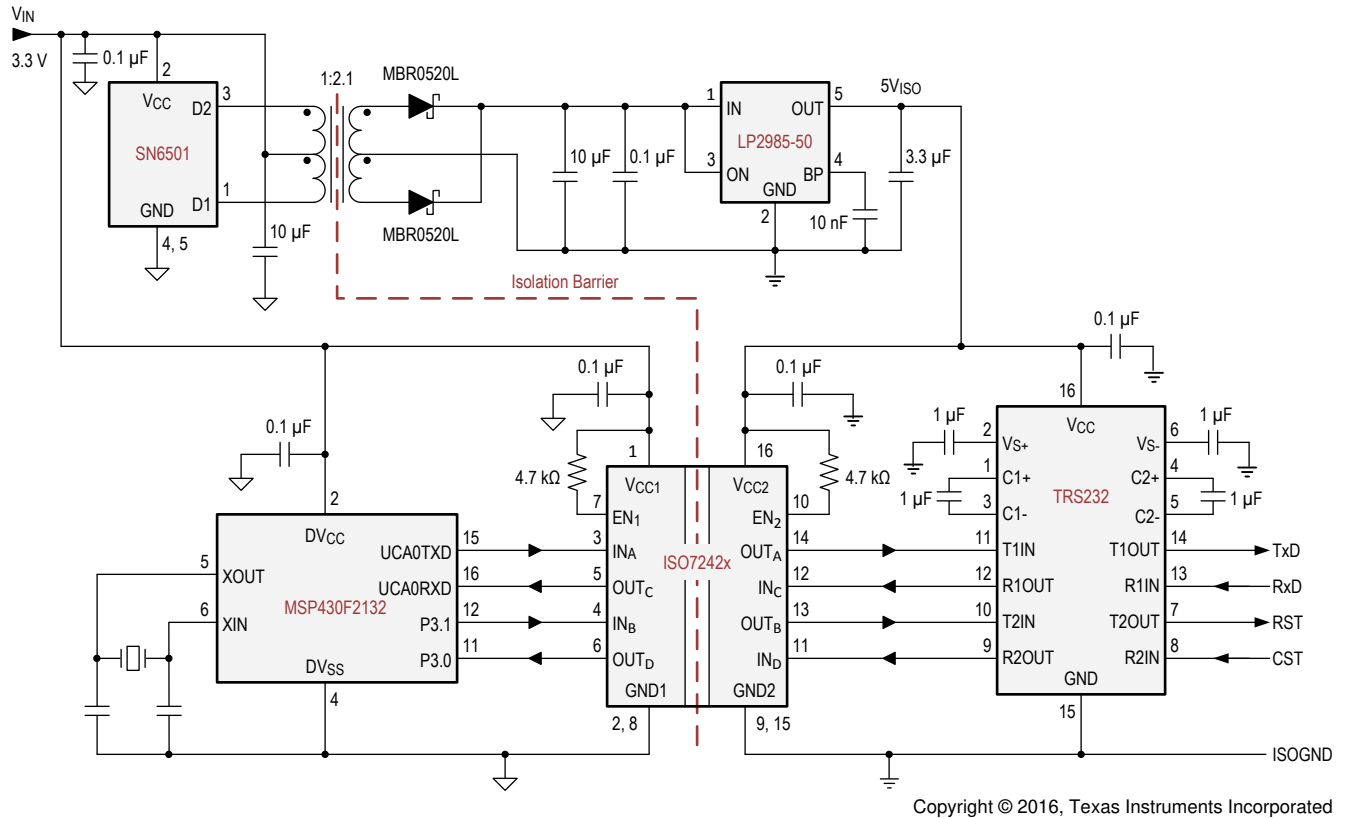 VIN
3.3 V
0.1 µF
2
VCC
D2
3
SN6501
D1
1
GND
4, 5
10 µF
1:2.1
MBR0520L
MBR0520L
10 µF
0.1 µF
1
IN
OUT
5
LP2985-50
3
ON
BP
4
GND
2
10 nF
5VISO
3.3 µF
Isolation Barrier
0.1 µF
0.1 µF
0.1 µF
0.1 µF
4.7 kΩ
4.7 kΩ
2
DVCC
5
XOUT
6
XIN
MSP430F2132
UCA0TXD
15
UCA0RXD
16
P3.1
12
P3.0
11
DVSS
4
1
VCC1
7
EN1
3
INA
5
OUTC
4
INB
6
OUTD
GND1
2, 8
ISO7242x
16
VCC2
10
EN2
14
OUTA
12
INC
13
OUTB
11
IND
GND2
9, 15
16
VCC
1 µF
2
VS+
1
C1+
1 µF
3
C1-
TRS232
VS-
6
1 µF
C2+
4
C2-
5
1 µF
11
T1IN
T1OUT
14
TxD
12
R1OUT
R1IN
13
RxD
10
T2IN
T2OUT
7
RST
9
R2OUT
R2IN
8
CST
GND
15
ISOGND
Copyright © 2016, Texas Instruments Incorporated